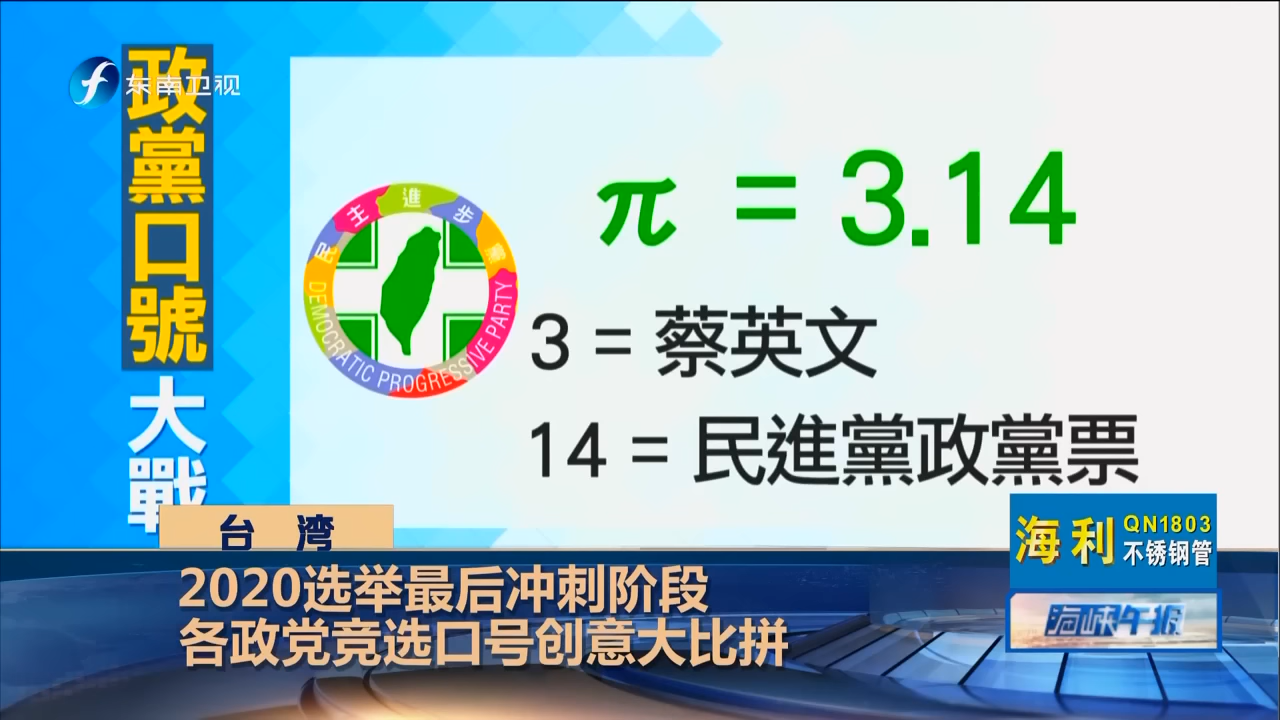 东南卫视
政黨口號
大戰
π = 3.14
民主進步黨
DEMOCRATIC PROGRESSIVE PARTY
3 = 蔡英文
14 = 民進黨政黨票
台湾
2020选举最后冲刺阶段
各政党竞选口号创意大比拼
海利
QN1803
不锈钢管
海峡午报